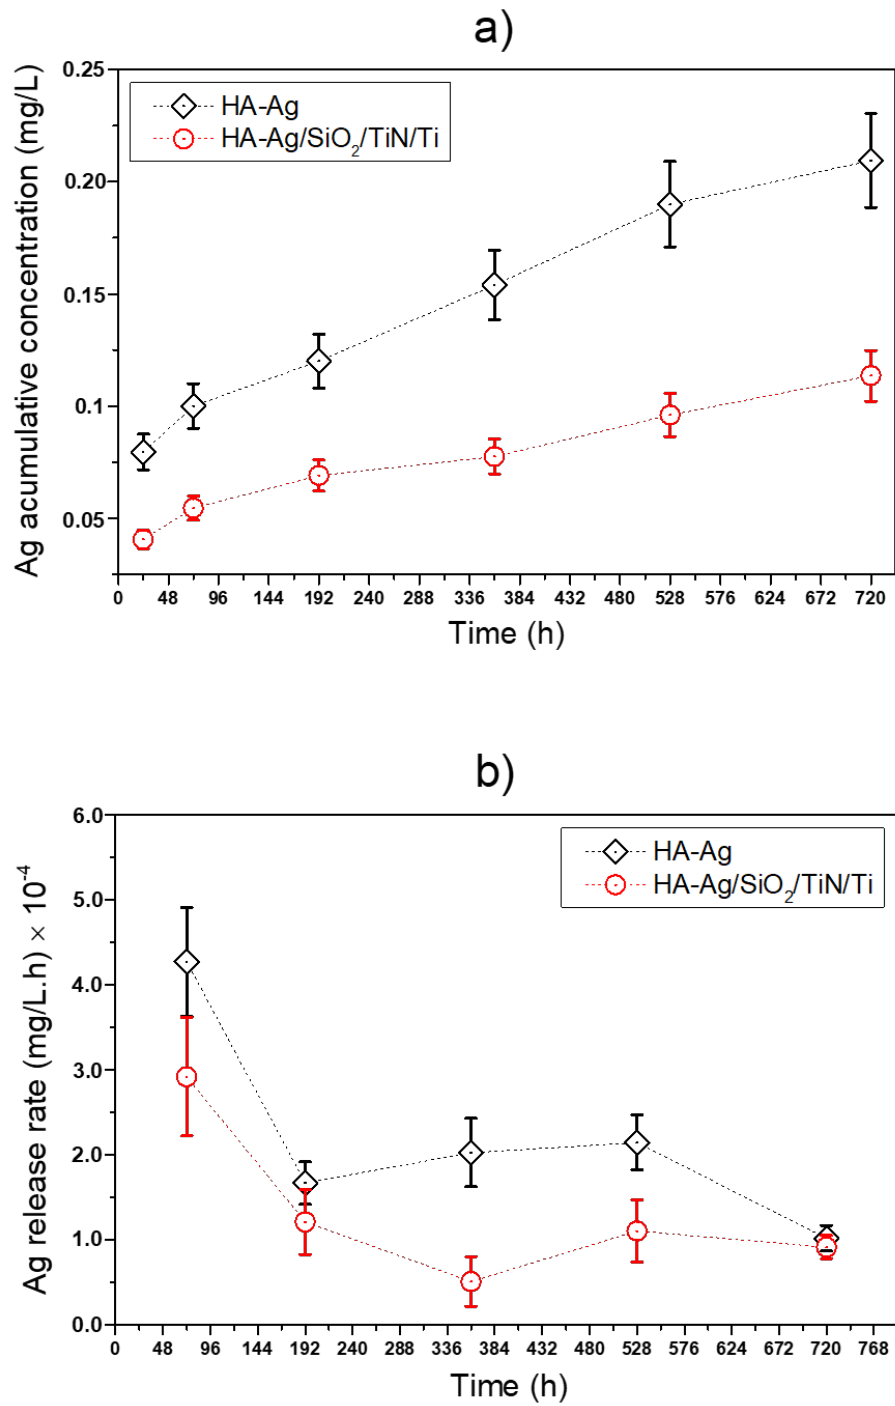 a)
Ag acumulative concentration (mg/L)
0.25
0.20
0.15
0.1
0.05
HA-Ag
HA-Ag/SiO₂/TiN/Ti
0 48 96 144 192 240 288 336 384 432 480 528 576 624 672 720
Time (h)
b)
Ag release rate (mg/L.h) × 10⁻⁴
6.0
5.0
4.0
3.0
2.0
1.0
0.0
HA-Ag
HA-Ag/SiO₂/TiN/Ti
0 48 96 144 192 240 288 336 384 432 480 528 576 624 672 720 768
Time (h)